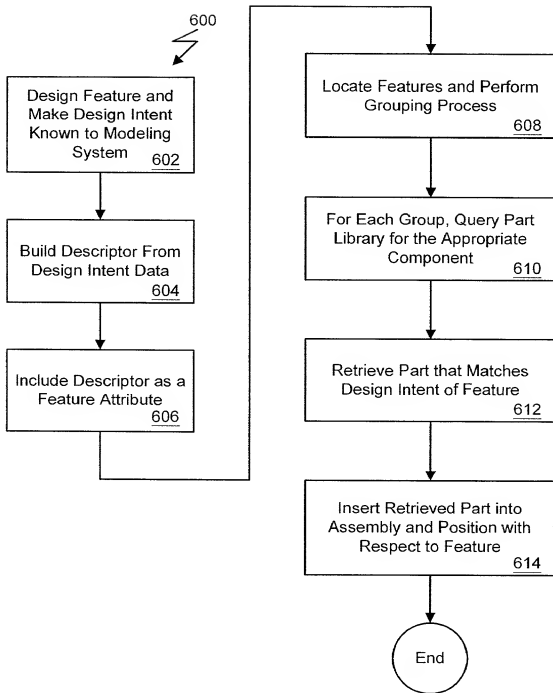 600
Design Feature and
Make Design Intent
Known to Modeling
System
602
Build Descriptor From
Design Intent Data
604
Include Descriptor as a
Feature Attribute
606
Locate Features and Perform
Grouping Process
608
For Each Group, Query Part
Library for the Appropriate
Component
610
Retrieve Part that Matches
Design Intent of Feature
612
Insert Retrieved Part into
Assembly and Position with
Respect to Feature
614
End